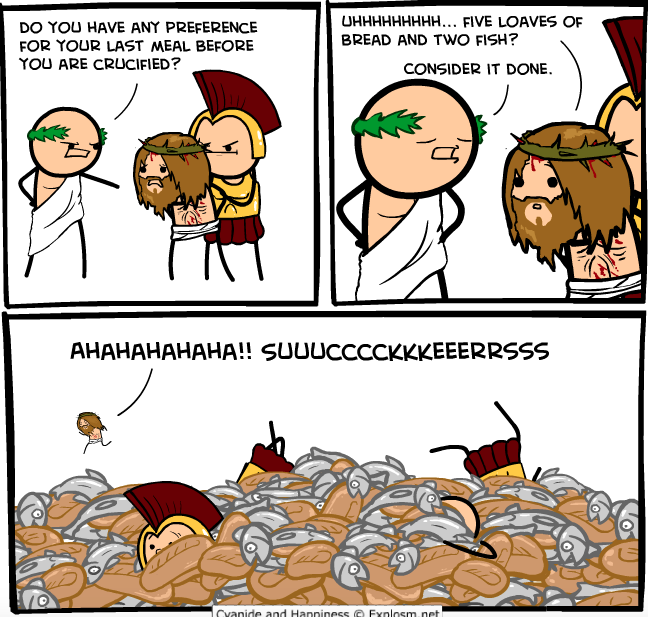 DO YOU HAVE ANY PREFERENCE
FOR YOUR LAST MEAL BEFORE
YOU ARE CRUCIFIED?
UHHHHHHHHH... FIVE LOAVES OF
BREAD AND TWO FISH?
CONSIDER IT DONE.
AHAHAHAHAHA!! SUUUCCCCKKKEEERRSSS
Cyanide and Happiness © Explosm.net